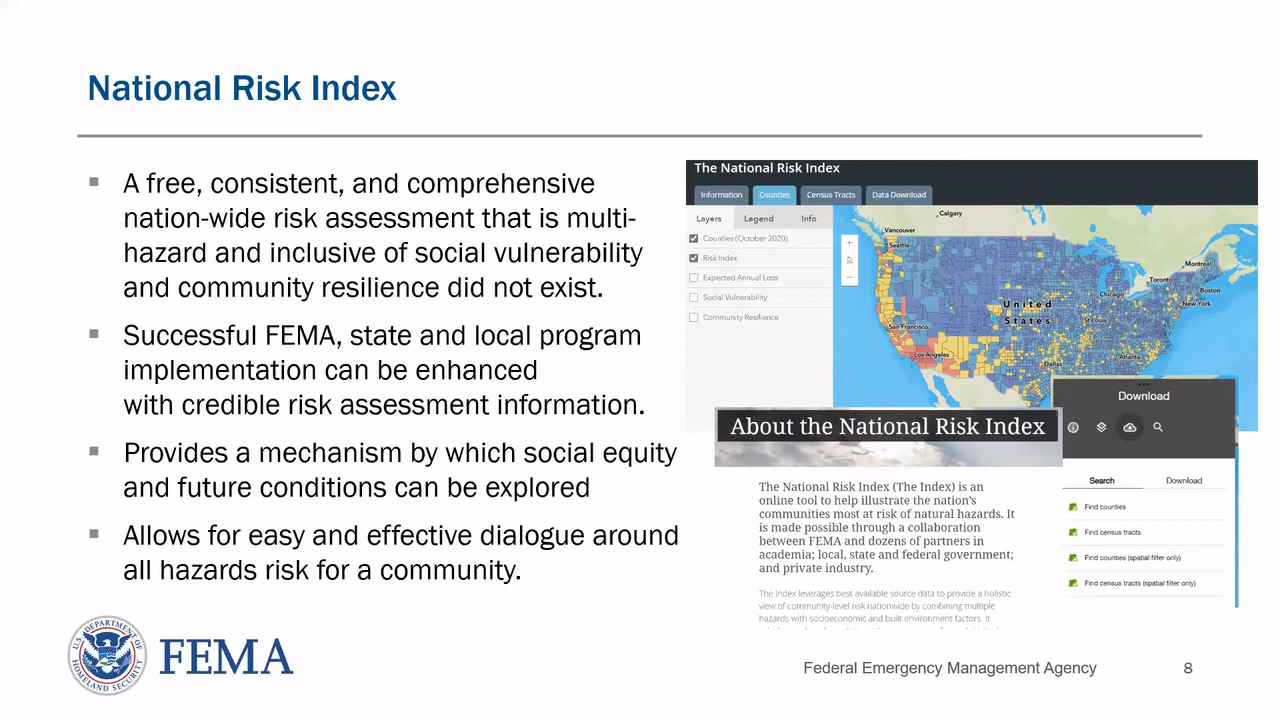 National Risk Index
A free, consistent, and comprehensive
nation-wide risk assessment that is multi-
hazard and inclusive of social vulnerability
and community resilience did not exist.
Successful FEMA, state and local program
implementation can be enhanced
with credible risk assessment information.
Provides a mechanism by which social equity
and future conditions can be explored
Allows for easy and effective dialogue around
all hazards risk for a community.
The National Risk Index
Information Counties Census Tracts Data Download
Layers Legend Info
Counties (October 2020)
Risk Index
Expected Annual Loss
Social Vulnerability
Community Resilience
Calgary
Vancouver
Seattle
Montreal
Toronto
Boston
Chicago
New York
United
States
St Louis
San Francisco
Los Angeles
Atlanta
Dallas
Download
Search Download
Find counties
Find census tracts
Find counties (spatial filter only)
Find census tracts (spatial filter only)
About the National Risk Index
The National Risk Index (The Index) is an
online tool to help illustrate the nation's
communities most at risk of natural hazards. It
is made possible through a collaboration
between FEMA and dozens of partners in
academia; local, state and federal government;
and private industry.
The Index leverages best available source data to provide a holistic
view of community-level risk nationwide by combining multiple
hazards with socioeconomic and built environment factors. It
U.S. DEPARTMENT OF
HOMELAND SECURITY
FEMA
Federal Emergency Management Agency 8